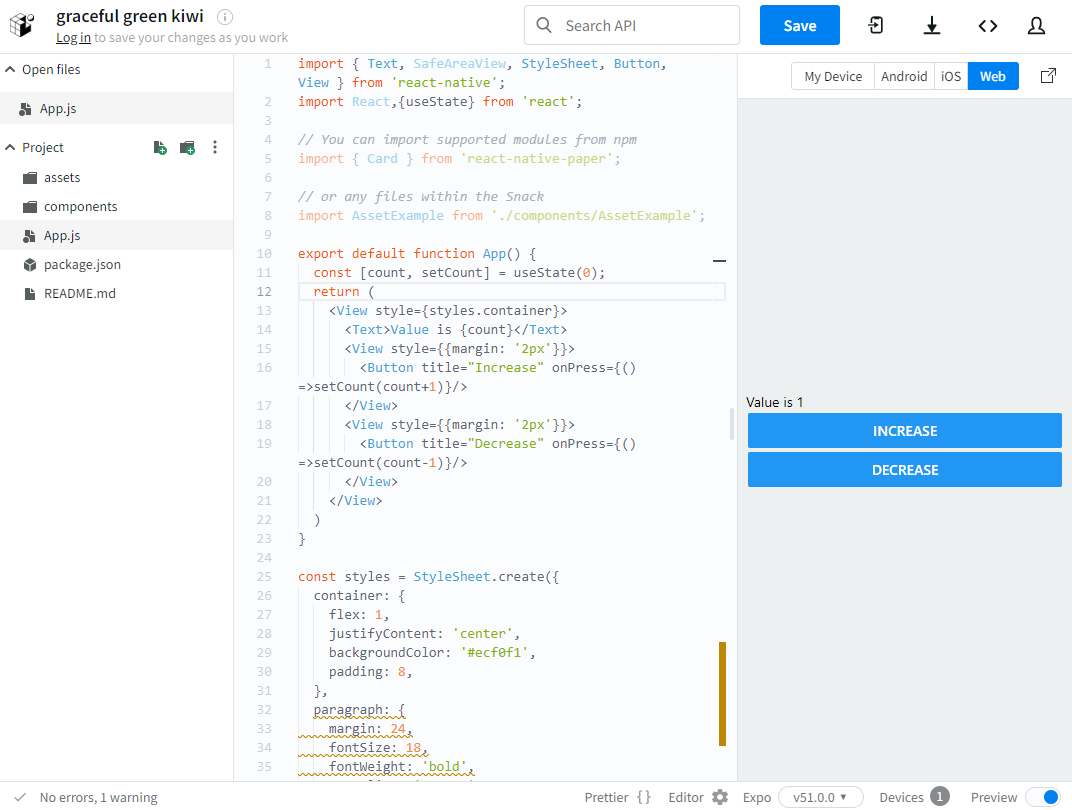 graceful green kiwi
Log in to save your changes as you work
Search API
Save
Open files
App.js
Project
assets
components
App.js
package.json
README.md
1 import { Text, SafeAreaView, StyleSheet, Button,
View } from 'react-native';
2 import React,{useState} from 'react';
3
4 // You can import supported modules from npm
5 import { Card } from 'react-native-paper';
6
7 // or any files within the Snack
8 import AssetExample from './components/AssetExample';
9
10 export default function App() {
11 const [count, setCount] = useState(0);
12 return (
13 <View style={styles.container}>
14 <Text>Value is {count}</Text>
15 <View style={{margin: '2px'}}>
16 <Button title="Increase" onPress={()
=>setCount(count+1)}/>
17 </View>
18 <View style={{margin: '2px'}}>
19 <Button title="Decrease" onPress={()
=>setCount(count-1)}/>
20 </View>
21 </View>
22 )
23 }
24
25 const styles = StyleSheet.create({
26 container: {
27 flex: 1,
28 justifyContent: 'center',
29 backgroundColor: '#ecf0f1',
30 padding: 8,
31 },
32 paragraph: {
33 margin: 24,
34 fontSize: 18,
35 fontWeight: 'bold',
My Device Android iOS Web
Value is 1
INCREASE
DECREASE
No errors, 1 warning
Prettier {} Editor Expo v51.0.0 ▼ Devices 1 Preview